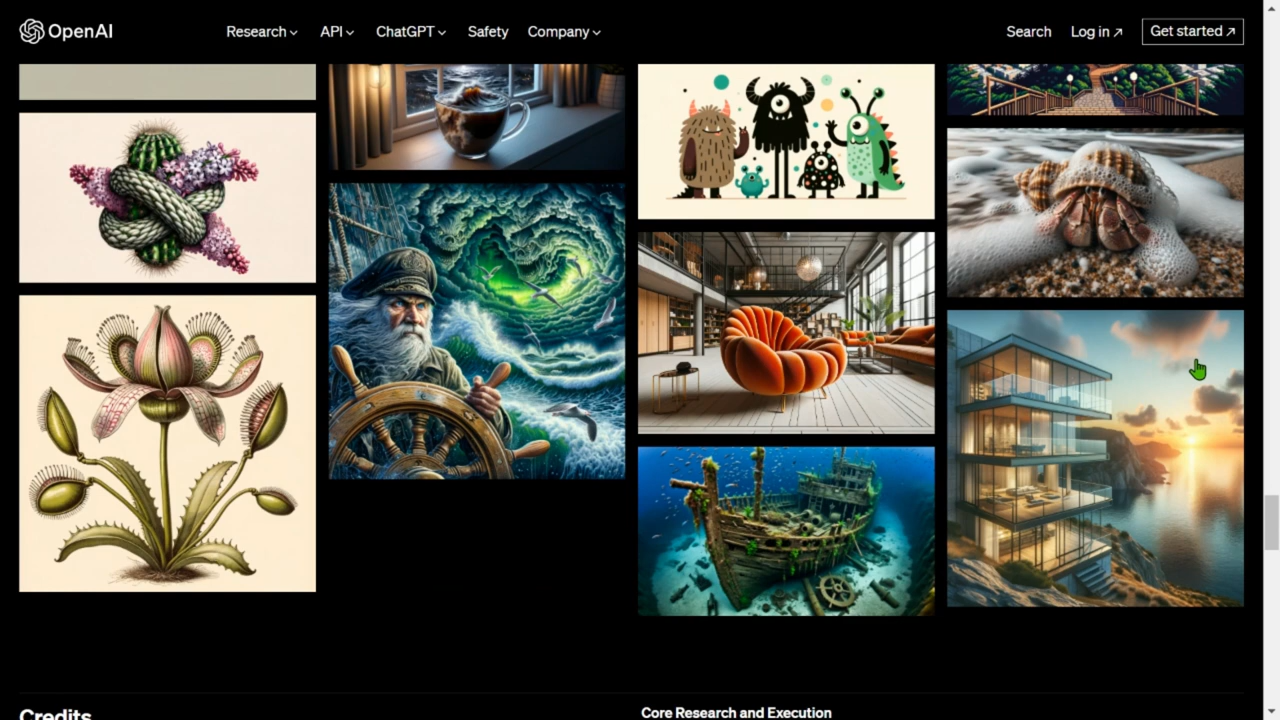 OpenAI Research API ChatGPT Safety Company Search Log in ↗ Get started ↗
Credits
Core Research and Execution